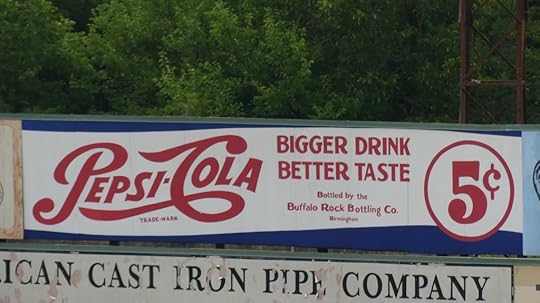 PEPSI-COLA
TRADE-MARK
BIGGER DRINK
BETTER TASTE
Bottled by the
Buffalo Rock Bottling Co.
Birmingham
5¢
RICAN CAST IRON PIPE COMPANY